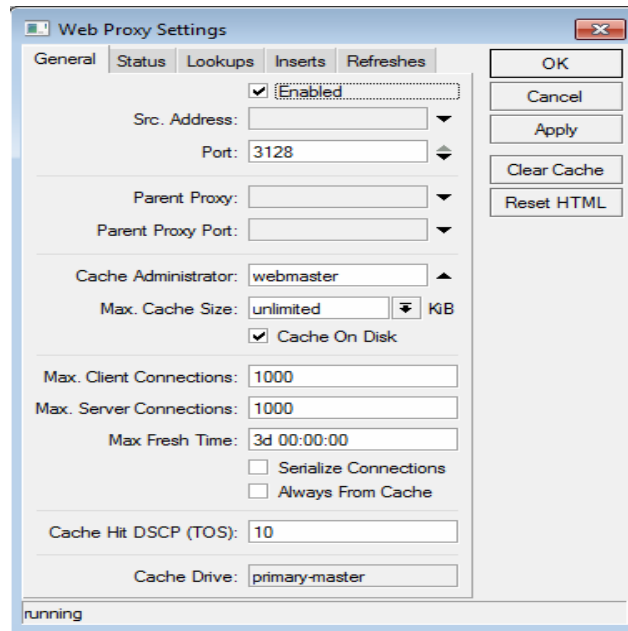 Web Proxy Settings
General Status Lookups Inserts Refreshes
Enabled
Src. Address:
Port: 3128
Parent Proxy:
Parent Proxy Port:
Cache Administrator: webmaster
Max. Cache Size: unlimited KiB
Cache On Disk
Max. Client Connections: 1000
Max. Server Connections: 1000
Max Fresh Time: 3d 00:00:00
Serialize Connections
Always From Cache
Cache Hit DSCP (TOS): 10
Cache Drive: primary-master
running
OK
Cancel
Apply
Clear Cache
Reset HTML